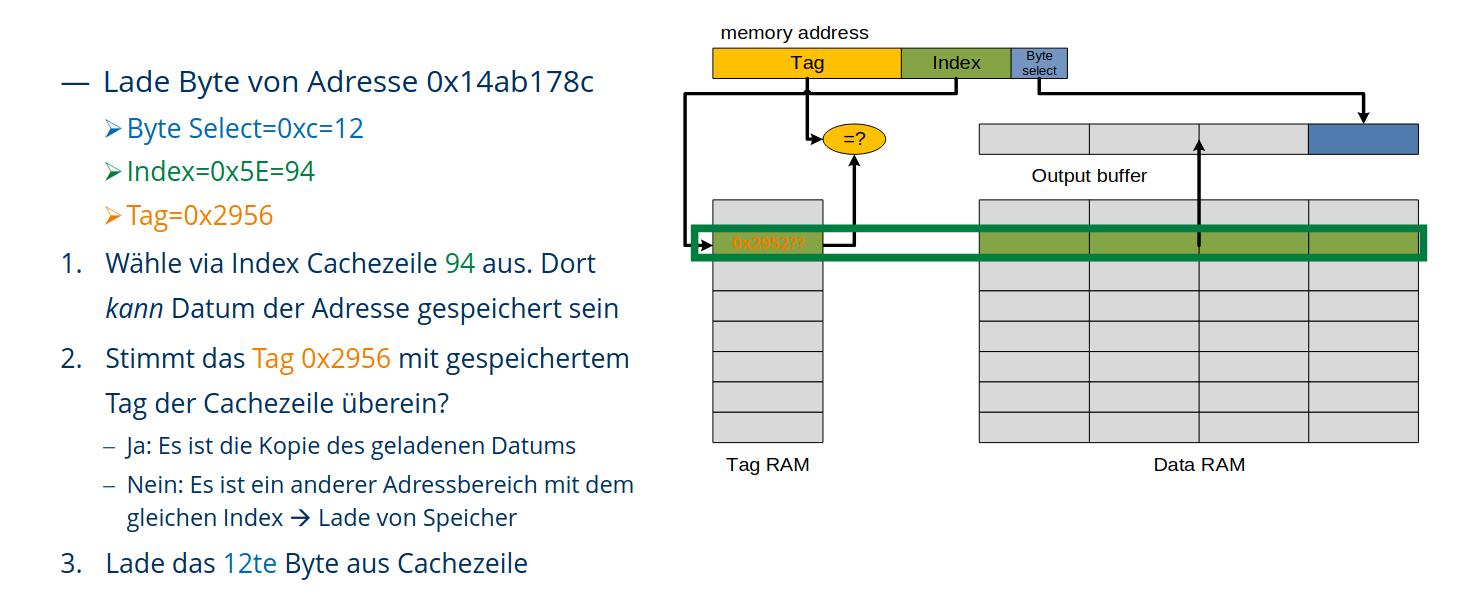 — Lade Byte von Adresse 0x14ab178c
➢ Byte Select=0xc=12
➢ Index=0x5E=94
➢ Tag=0x2956
1. Wähle via Index Cachezeile 94 aus. Dort
kann Datum der Adresse gespeichert sein
2. Stimmt das Tag 0x2956 mit gespeichertem
Tag der Cachezeile überein?
– Ja: Es ist die Kopie des geladenen Datums
– Nein: Es ist ein anderer Adressbereich mit dem
gleichen Index → Lade von Speicher
3. Lade das 12te Byte aus Cachezeile
memory address
Tag
Index
Byte
select
=?
Output buffer
0x2952??
Tag RAM
Data RAM